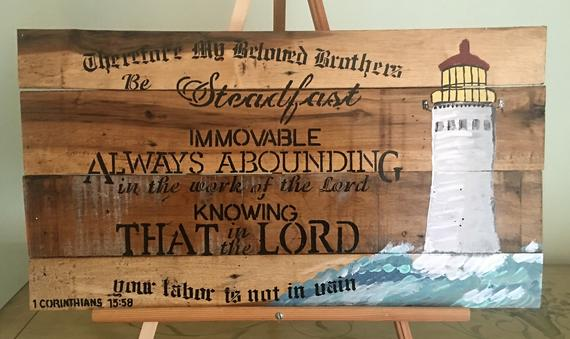 Therefore My Beloved Brothers
Be Steadfast
IMMOVABLE
ALWAYS ABOUNDING
in the work of the Lord
KNOWING
THAT in the LORD
your labor is not in vain
1 CORINTHIANS 15:58